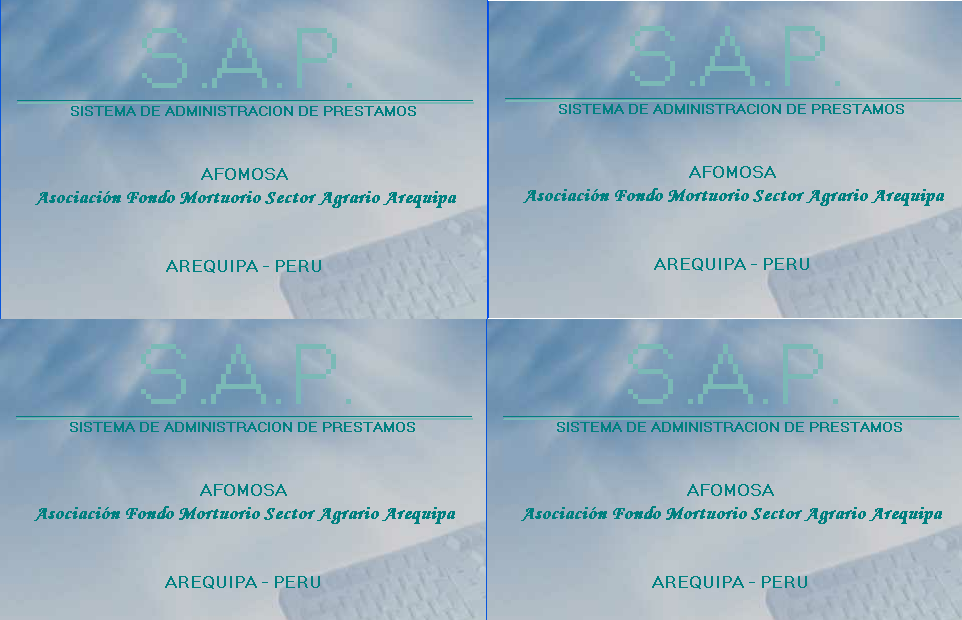 S.A.P.
SISTEMA DE ADMINISTRACION DE PRESTAMOS
AFOMOSA
Asociación Fondo Mortuorio Sector Agrario Arequipa
AREQUIPA - PERU
S.A.P.
SISTEMA DE ADMINISTRACION DE PRESTAMOS
AFOMOSA
Asociación Fondo Mortuorio Sector Agrario Arequipa
AREQUIPA - PERU
S.A.P.
SISTEMA DE ADMINISTRACION DE PRESTAMOS
AFOMOSA
Asociación Fondo Mortuorio Sector Agrario Arequipa
AREQUIPA - PERU
S.A.P.
SISTEMA DE ADMINISTRACION DE PRESTAMOS
AFOMOSA
Asociación Fondo Mortuorio Sector Agrario Arequipa
AREQUIPA - PERU